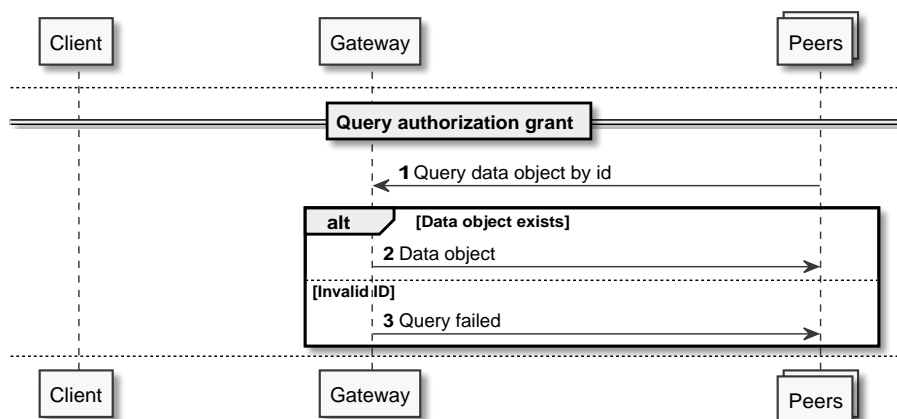 Client Gateway Peers
Query authorization grant
1 Query data object by id
alt [Data object exists]
2 Data object
[Invalid ID]
3 Query failed
Client Gateway Peers